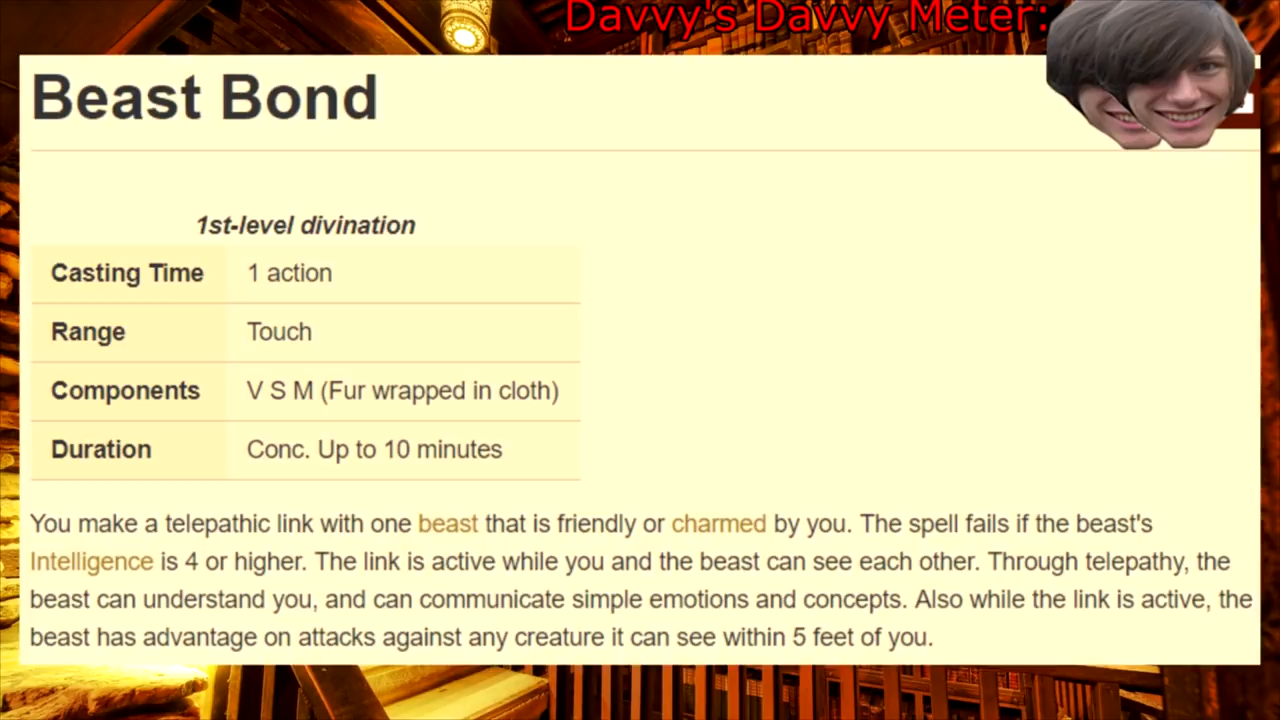 Davvy's Davvy Meter:
Beast Bond
1st-level divination
Casting Time 1 action
Range Touch
Components V S M (Fur wrapped in cloth)
Duration Conc. Up to 10 minutes
You make a telepathic link with one beast that is friendly or charmed by you. The spell fails if the beast's
Intelligence is 4 or higher. The link is active while you and the beast can see each other. Through telepathy, the
beast can understand you, and can communicate simple emotions and concepts. Also while the link is active, the
beast has advantage on attacks against any creature it can see within 5 feet of you.